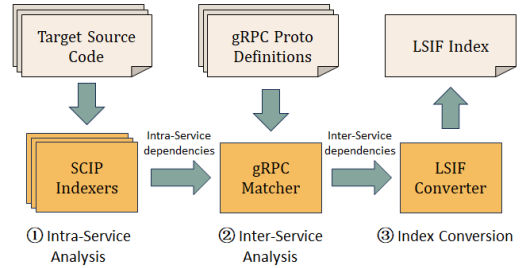 Target Source
Code
gRPC Proto
Definitions
LSIF Index
Intra-Service
dependencies
Inter-Service
dependencies
SCIP
Indexers
gRPC
Matcher
LSIF
Converter
① Intra-Service
Analysis
② Inter-Service
Analysis
③ Index Conversion